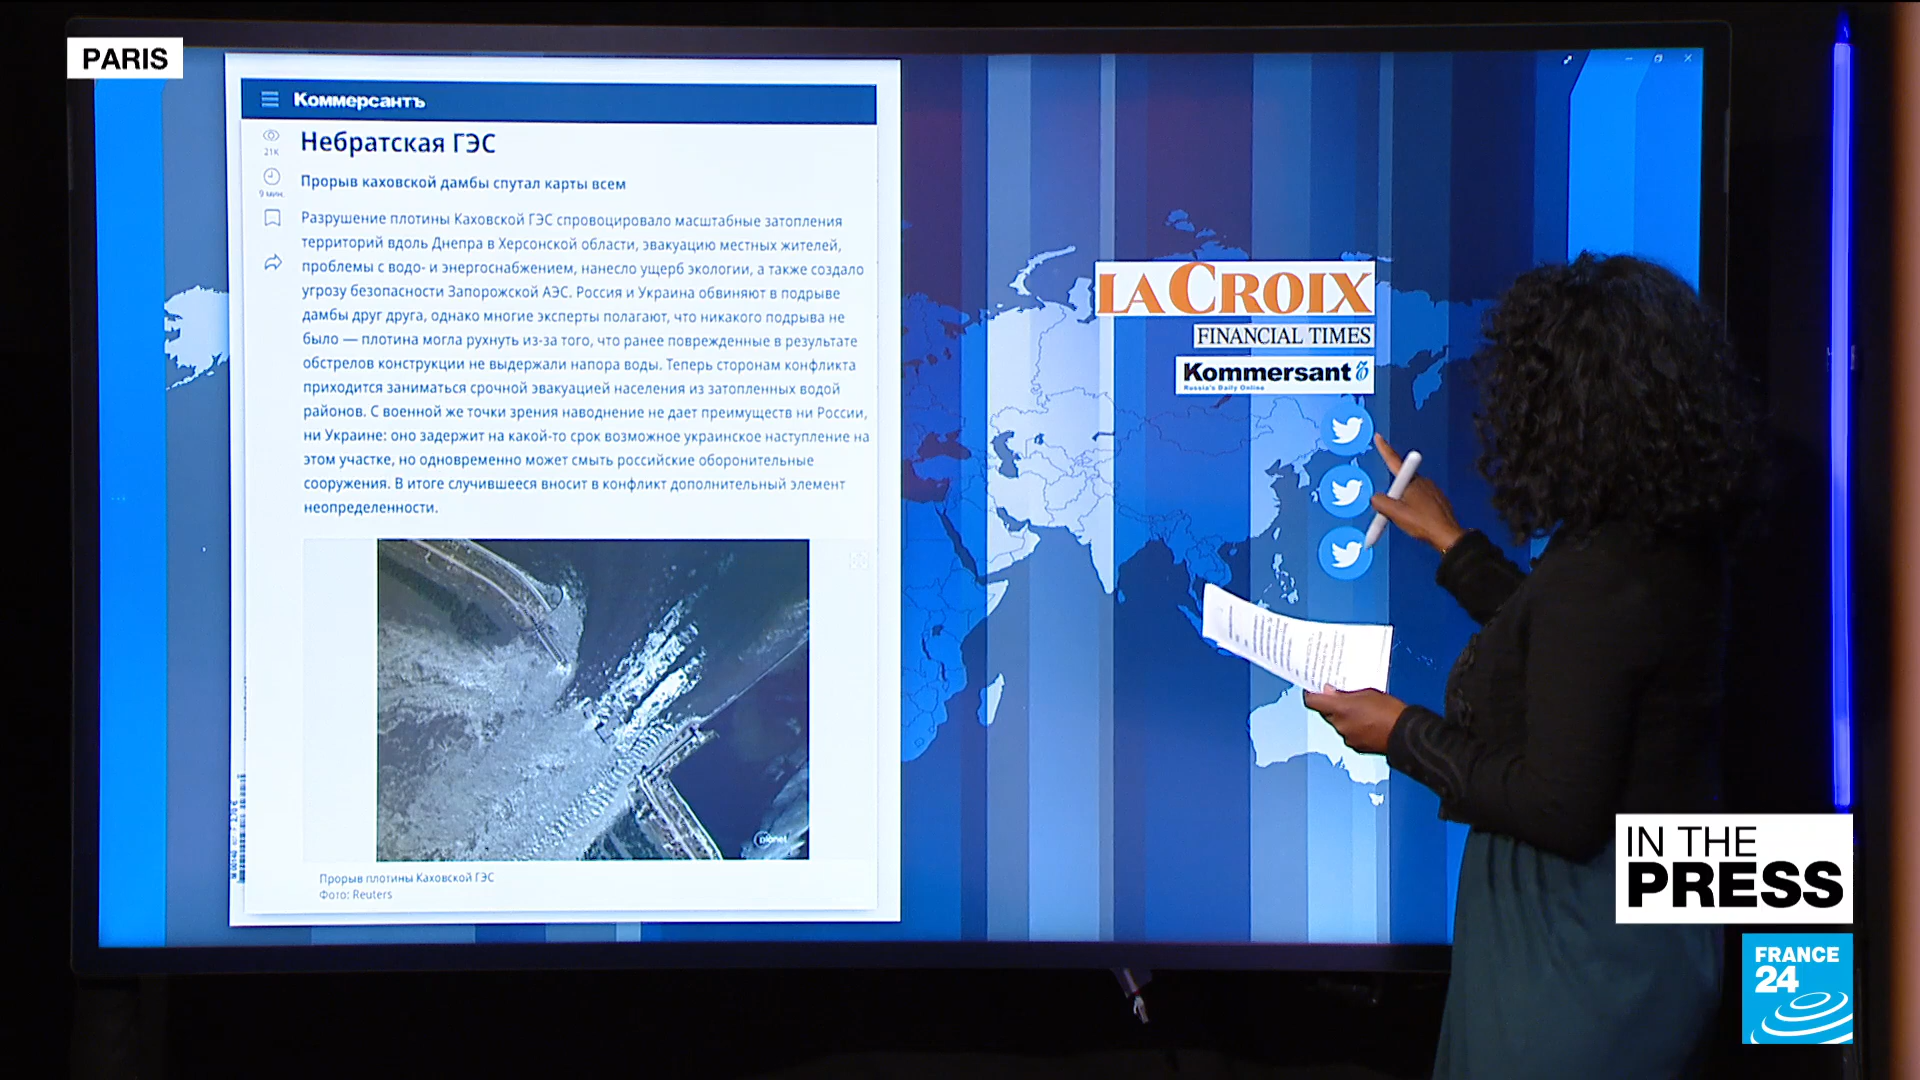 PARIS
Коммерсантъ
21K
9 мин.
Небратская ГЭС
Прорыв каховской дамбы спутал карты всем
Разрушение плотины Каховской ГЭС спровоцировало масштабные затопления
территорий вдоль Днепра в Херсонской области, эвакуацию местных жителей,
проблемы с водо- и энергоснабжением, нанесло ущерб экологии, а также создало
угрозу безопасности Запорожской АЭС. Россия и Украина обвиняют в подрыве
дамбы друг друга, однако многие эксперты полагают, что никакого подрыва не
было — плотина могла рухнуть из-за того, что ранее поврежденные в результате
обстрелов конструкции не выдержали напора воды. Теперь сторонам конфликта
приходится заниматься срочной эвакуацией населения из затопленных водой
районов. С военной же точки зрения наводнение не дает преимуществ ни России,
ни Украине: оно задержит на какой-то срок возможное украинское наступление на
этом участке, но одновременно может смыть российские оборонительные
сооружения. В итоге случившееся вносит в конфликт дополнительный элемент
неопределенности.
planet.
Прорыв плотины Каховской ГЭС
Фото: Reuters
LA CROIX
FINANCIAL TIMES
Kommersant
Russia's Daily Online
IN THE
PRESS
FRANCE
24